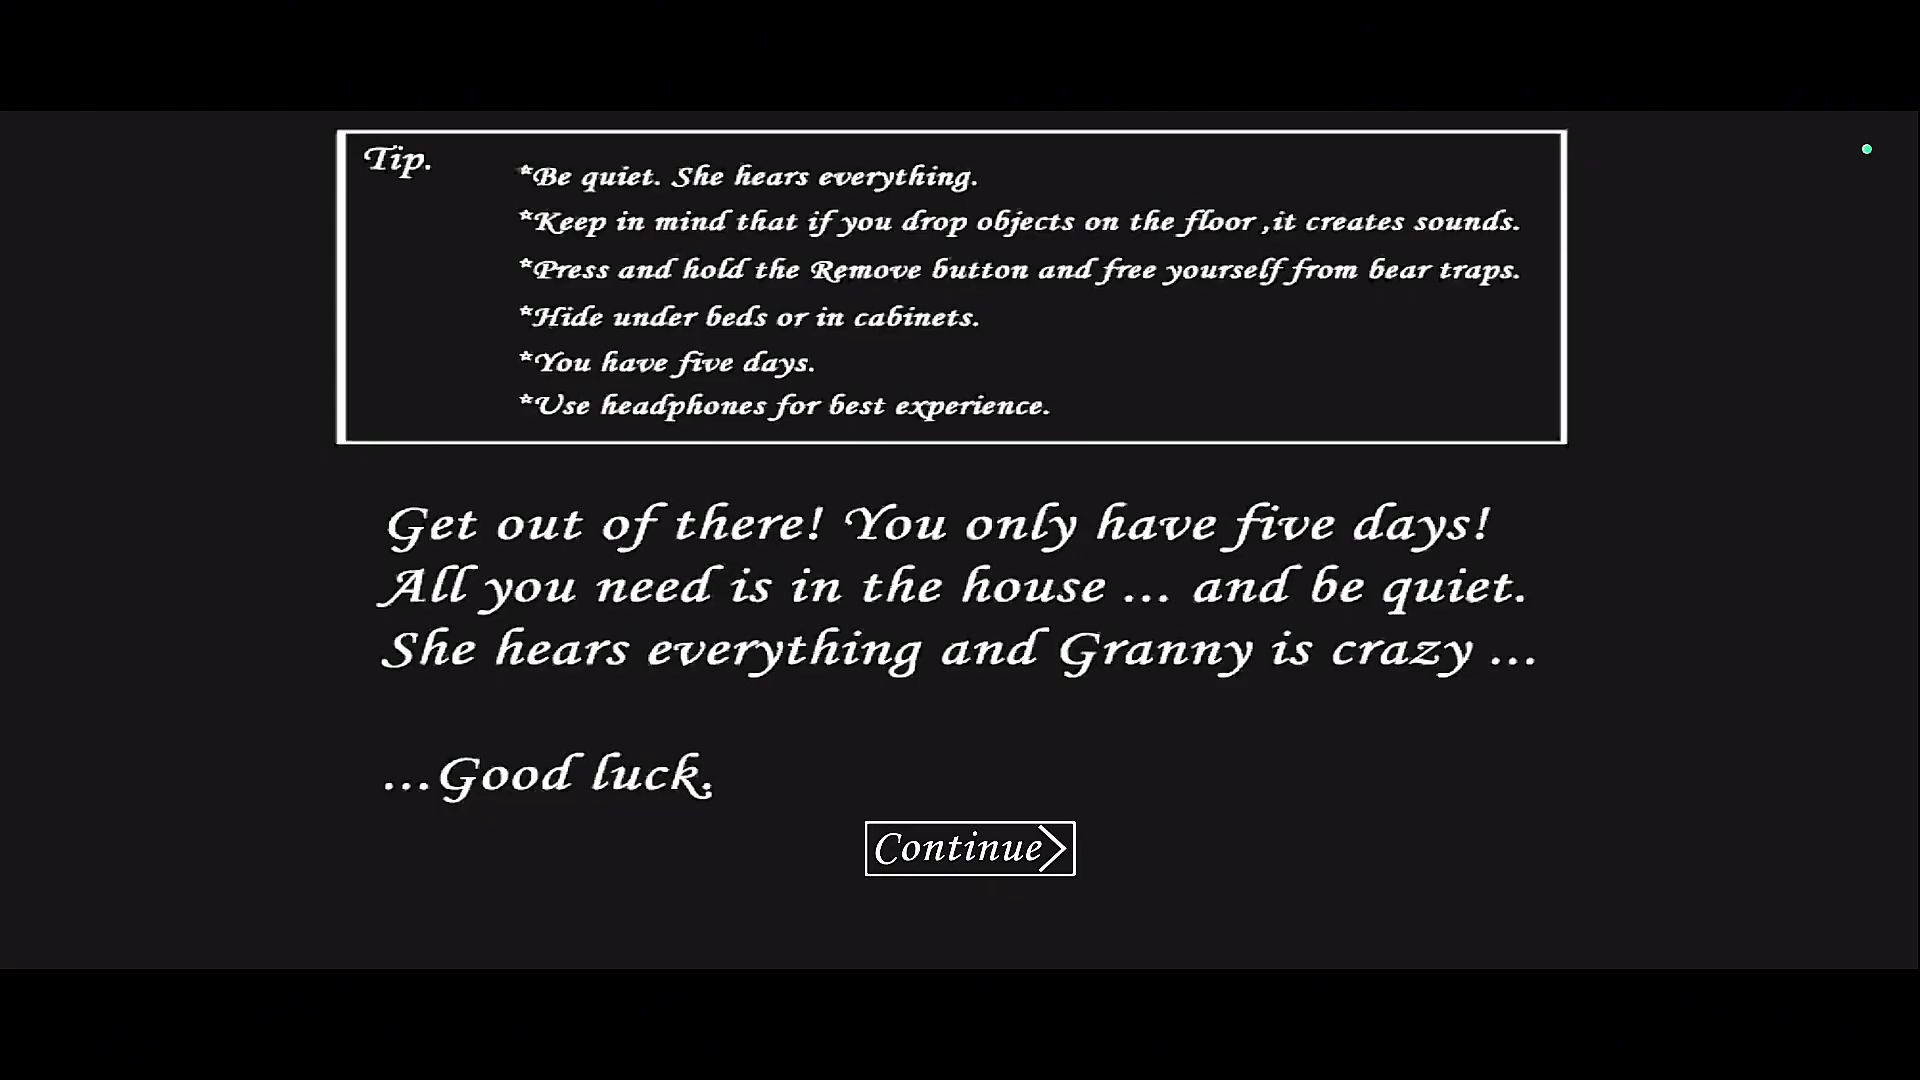 Tip.
*Be quiet. She hears everything.
*Keep in mind that if you drop objects on the floor ,it creates sounds.
*Press and hold the Remove button and free yourself from bear traps.
*Hide under beds or in cabinets.
*You have five days.
*Use headphones for best experience.
Get out of there! You only have five days!
All you need is in the house ... and be quiet.
She hears everything and Granny is crazy ...
...Good luck.
Continue>